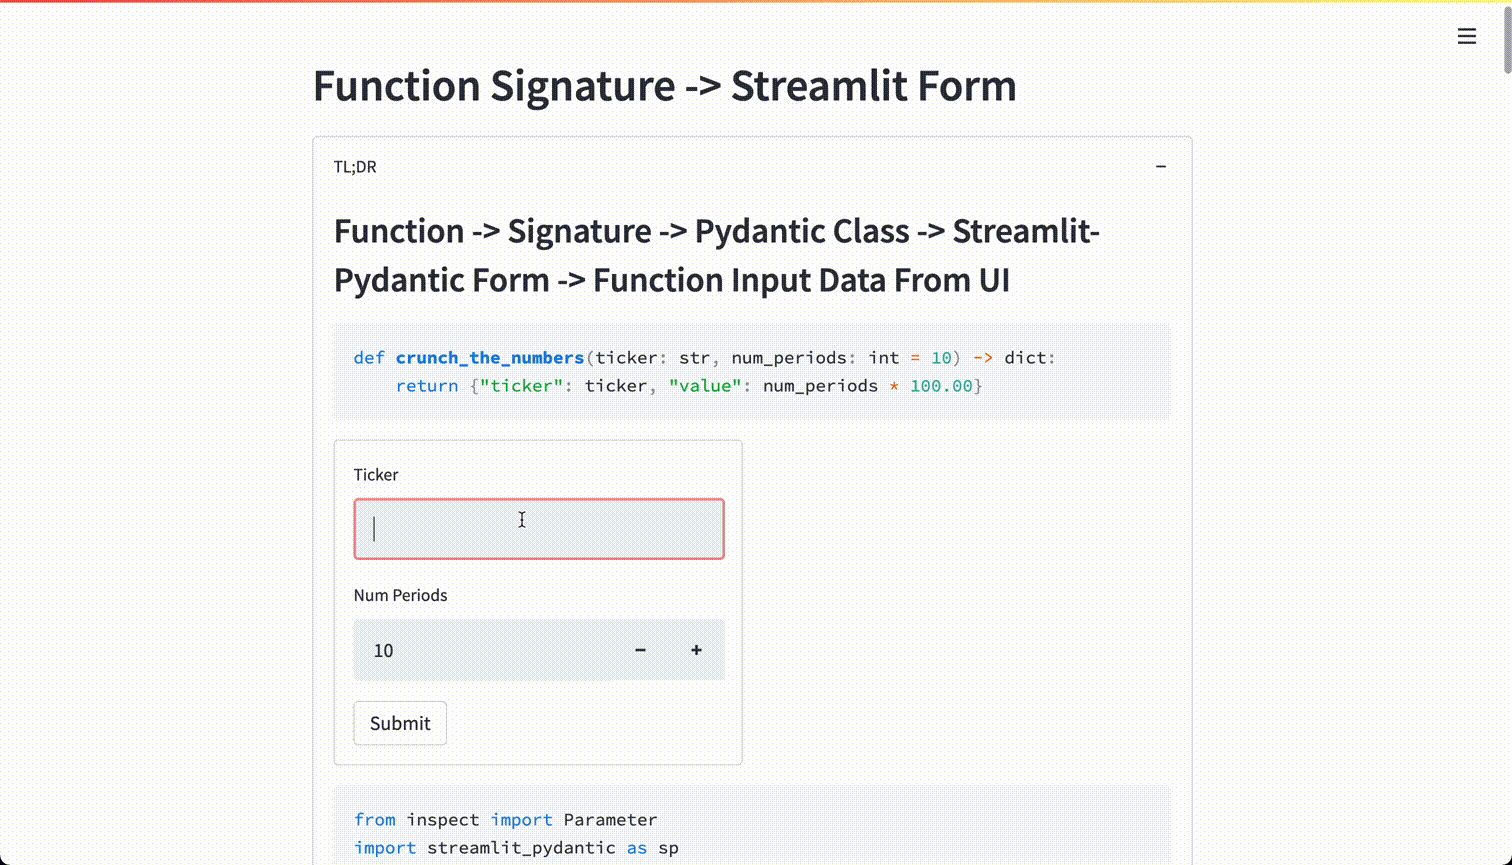 Function Signature -> Streamlit Form
TL;DR
Function -> Signature -> Pydantic Class -> Streamlit-
Pydantic Form -> Function Input Data From UI
def crunch_the_numbers(ticker: str, num_periods: int = 10) -> dict:
    return {"ticker": ticker, "value": num_periods * 100.00}
Ticker
Num Periods
10
Submit
from inspect import Parameter
import streamlit_pydantic as sp